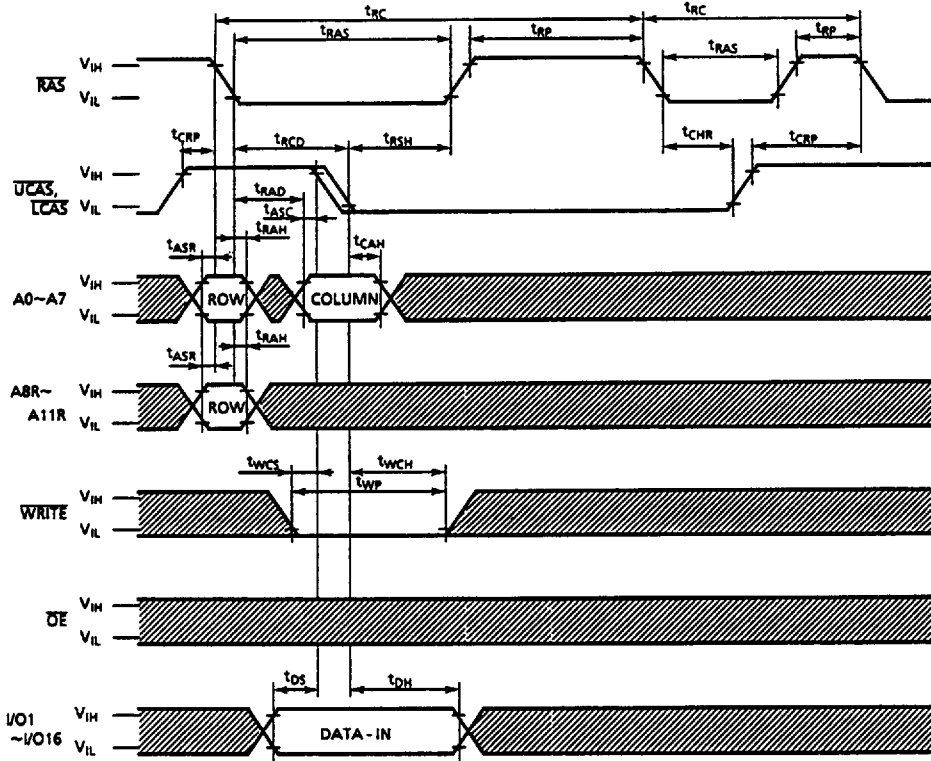 tRC tRC
tRAS tRP tRAS tRP
RAS VIH
VIL
tCRP tRCD tRSH tCHR tCRP
UCAS,
LCAS VIH
VIL
tRAD
tASC
tASR tRAH tCAH
A0~A7 VIH
VIL
ROW COLUMN
tASR tRAH
A8R~
A11R VIH
VIL
ROW
tWCS tWCH
tWP
WRITE VIH
VIL
OE VIH
VIL
tDS tDH
I/O1
~I/O16 VIH
VIL
DATA-IN